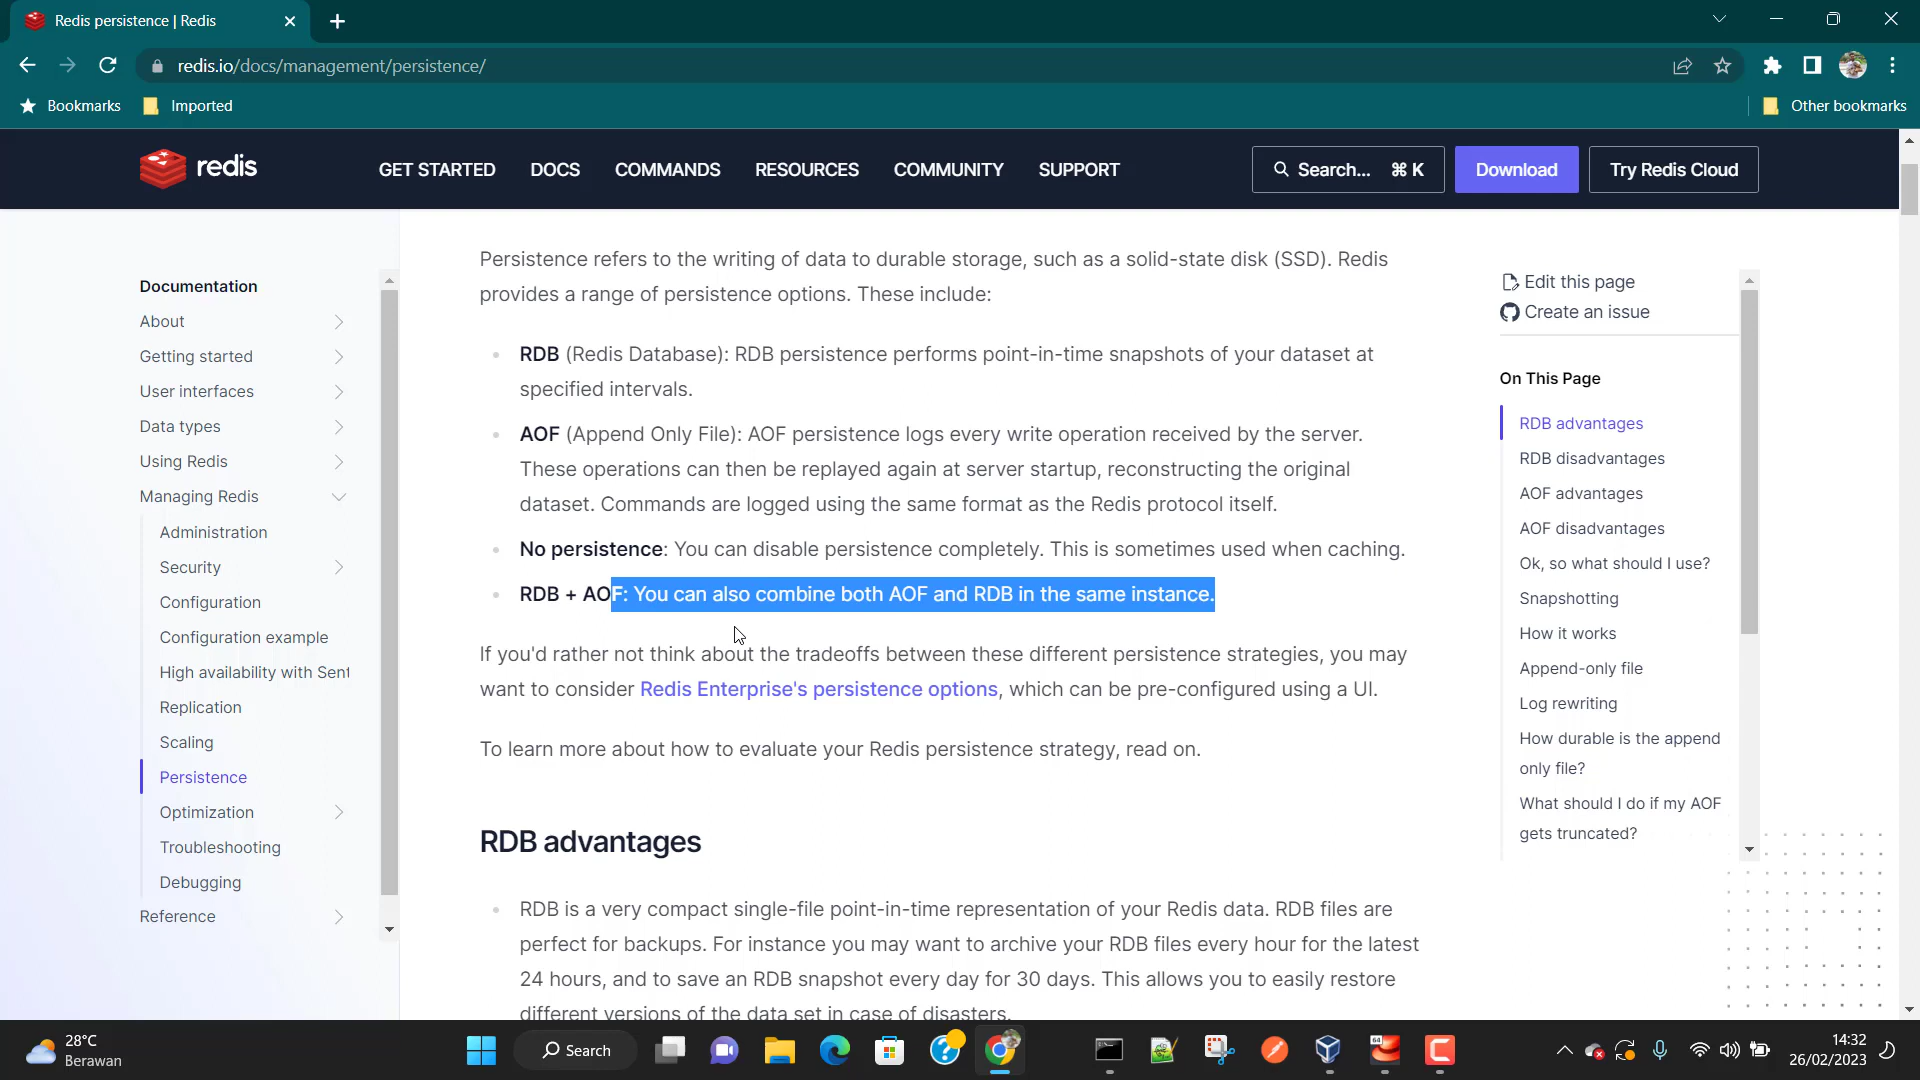 Redis persistence | Redis
redis.io/docs/management/persistence/
Bookmarks
Imported
Other bookmarks
redis
GET STARTED
DOCS
COMMANDS
RESOURCES
COMMUNITY
SUPPORT
Search... ⌘ K
Download
Try Redis Cloud
Documentation
About
Getting started
User interfaces
Data types
Using Redis
Managing Redis
Administration
Security
Configuration
Configuration example
High availability with Sent
Replication
Scaling
Persistence
Optimization
Troubleshooting
Debugging
Reference
Persistence refers to the writing of data to durable storage, such as a solid-state disk (SSD). Redis
provides a range of persistence options. These include:
RDB (Redis Database): RDB persistence performs point-in-time snapshots of your dataset at
specified intervals.
AOF (Append Only File): AOF persistence logs every write operation received by the server.
These operations can then be replayed again at server startup, reconstructing the original
dataset. Commands are logged using the same format as the Redis protocol itself.
No persistence: You can disable persistence completely. This is sometimes used when caching.
RDB + AOF: You can also combine both AOF and RDB in the same instance.
If you'd rather not think about the tradeoffs between these different persistence strategies, you may
want to consider Redis Enterprise's persistence options, which can be pre-configured using a UI.
To learn more about how to evaluate your Redis persistence strategy, read on.
RDB advantages
RDB is a very compact single-file point-in-time representation of your Redis data. RDB files are
perfect for backups. For instance you may want to archive your RDB files every hour for the latest
24 hours, and to save an RDB snapshot every day for 30 days. This allows you to easily restore
different versions of the data set in case of disasters.
Edit this page
Create an issue
On This Page
RDB advantages
RDB disadvantages
AOF advantages
AOF disadvantages
Ok, so what should I use?
Snapshotting
How it works
Append-only file
Log rewriting
How durable is the append
only file?
What should I do if my AOF
gets truncated?
28°C
Berawan
Search
64
14:32
26/02/2023